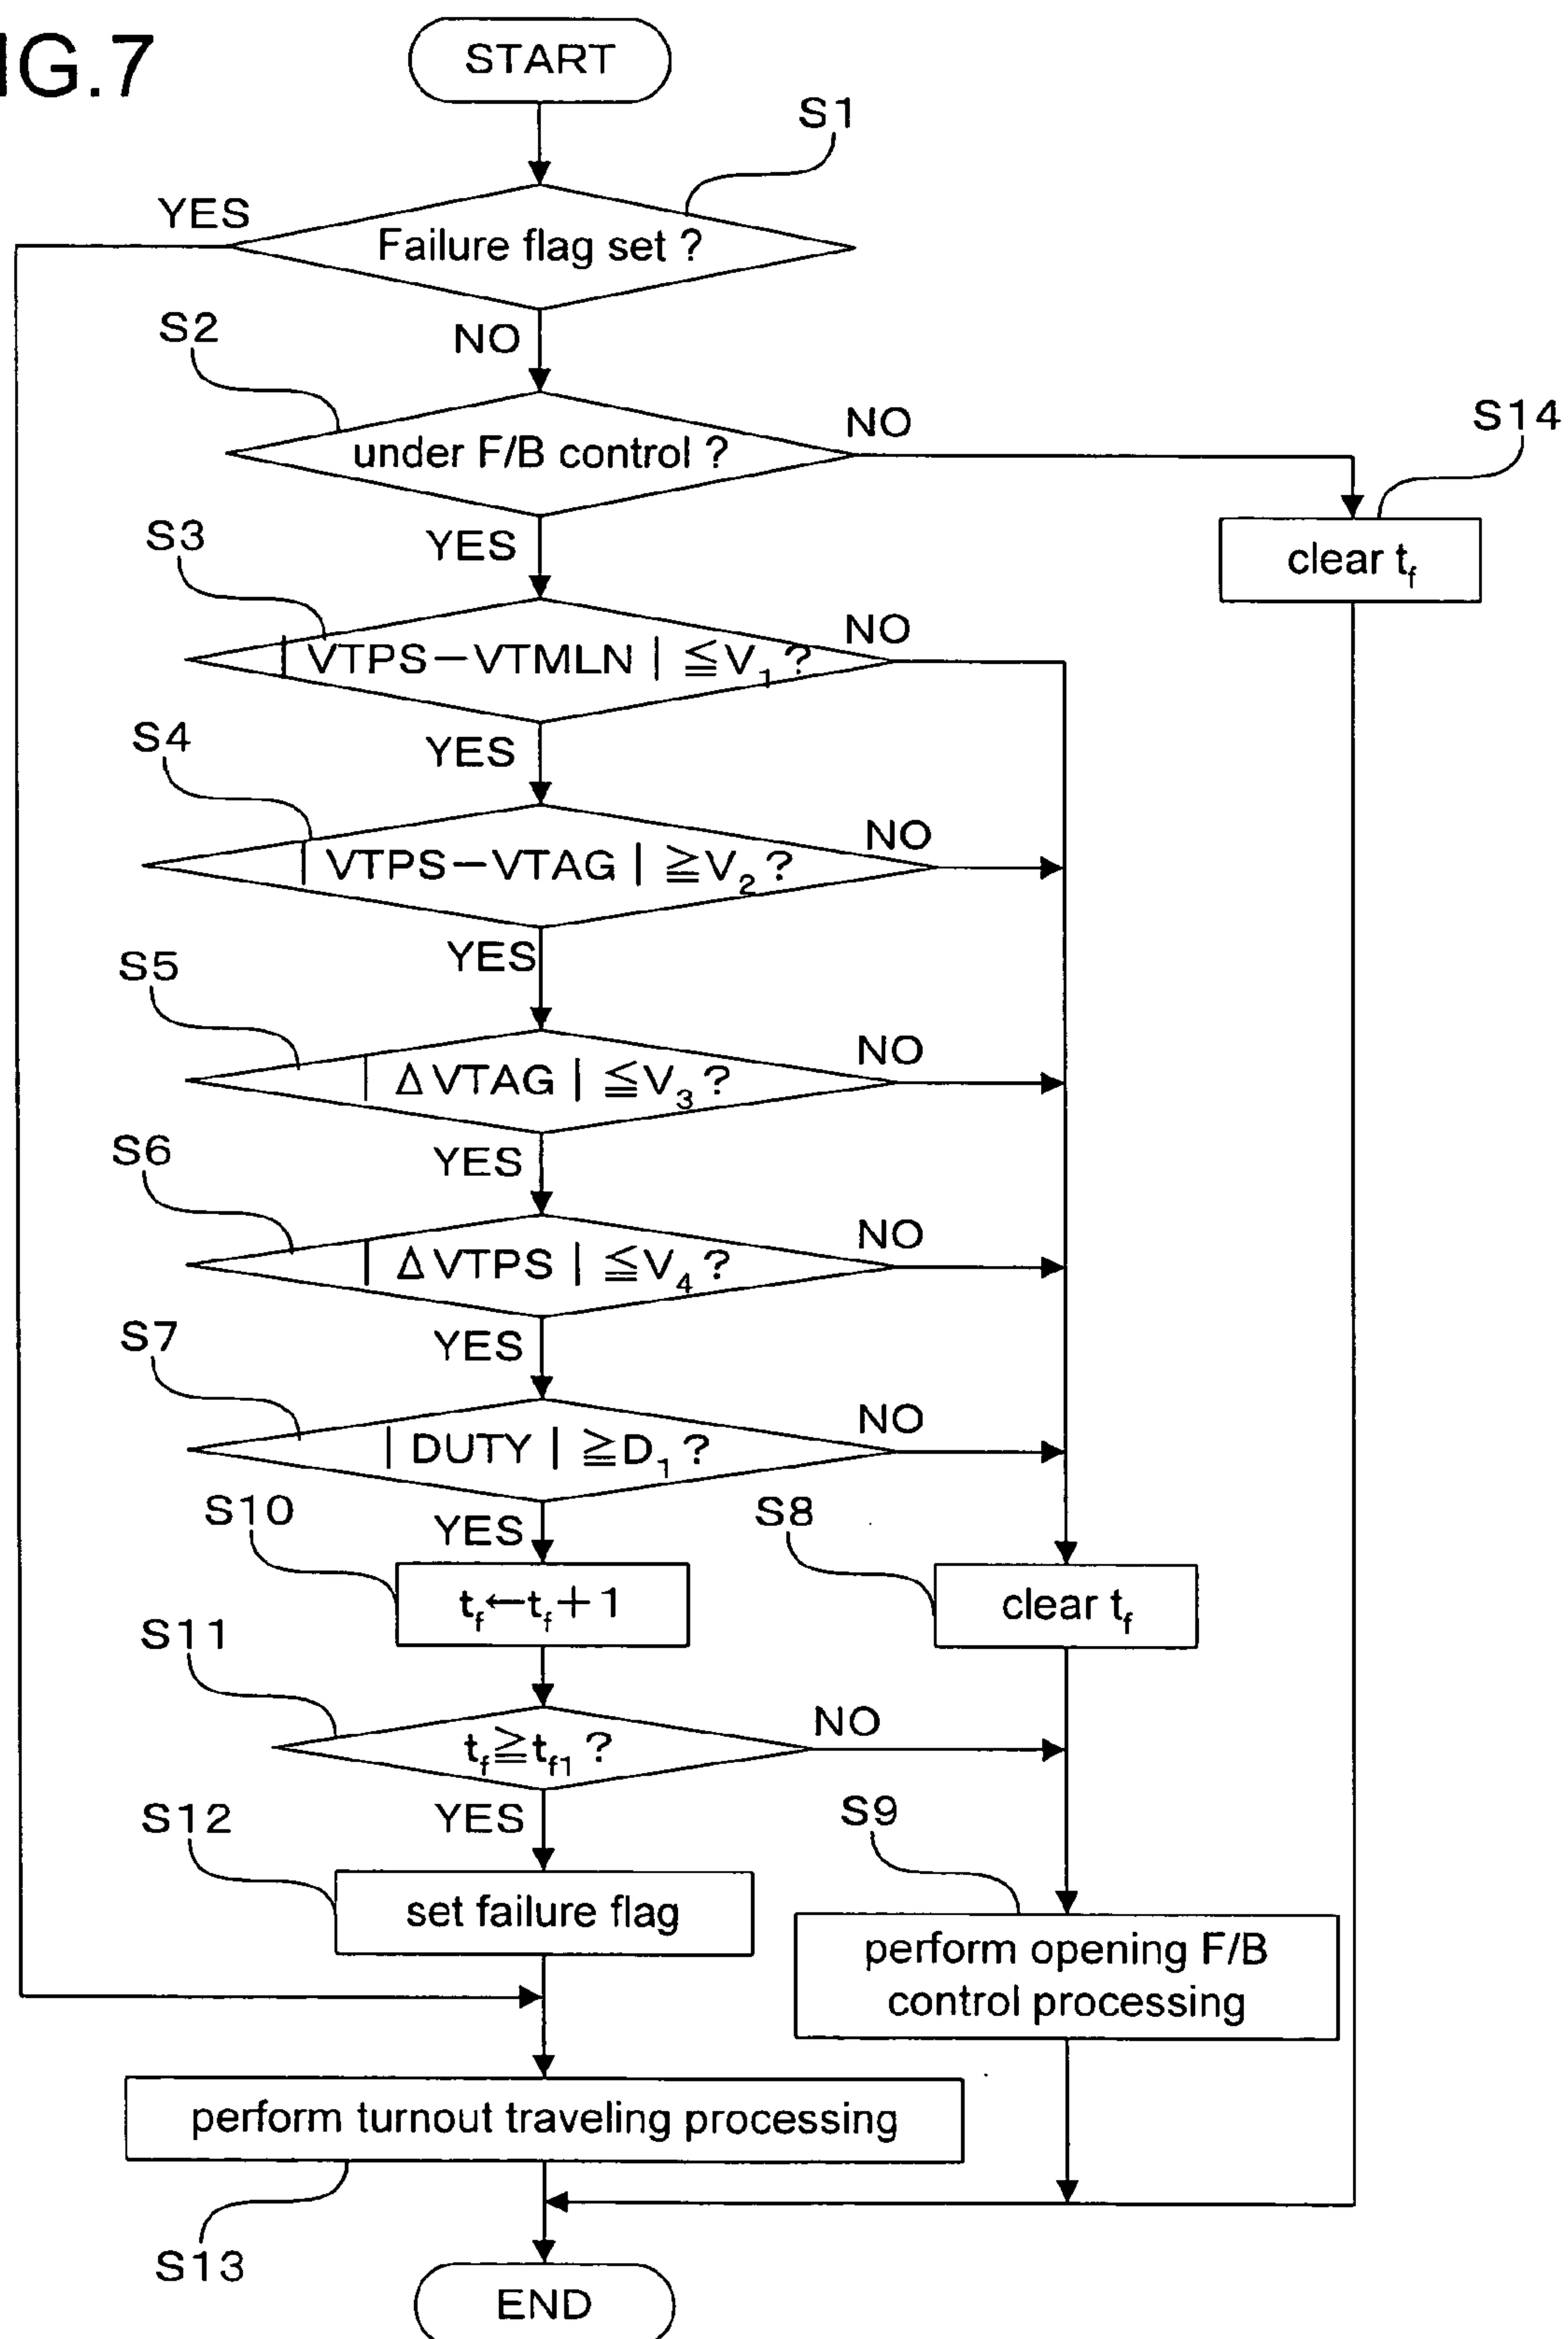 IG.7
START
S1
YES
Failure flag set ?
S2
NO
under F/B control ?
NO
S14
clear tf
S3
YES
| VTPS−VTMLN | ≦V1 ?
NO
S4
YES
| VTPS−VTAG | ≧V2 ?
NO
S5
YES
| ΔVTAG | ≦V3 ?
NO
S6
YES
| ΔVTPS | ≦V4 ?
NO
S7
YES
| DUTY | ≧D1 ?
NO
S10
YES
tf←tf+1
S8
clear tf
S11
tf≧tf1 ?
NO
S12
YES
set failure flag
S9
perform opening F/B
control processing
perform turnout traveling processing
S13
END